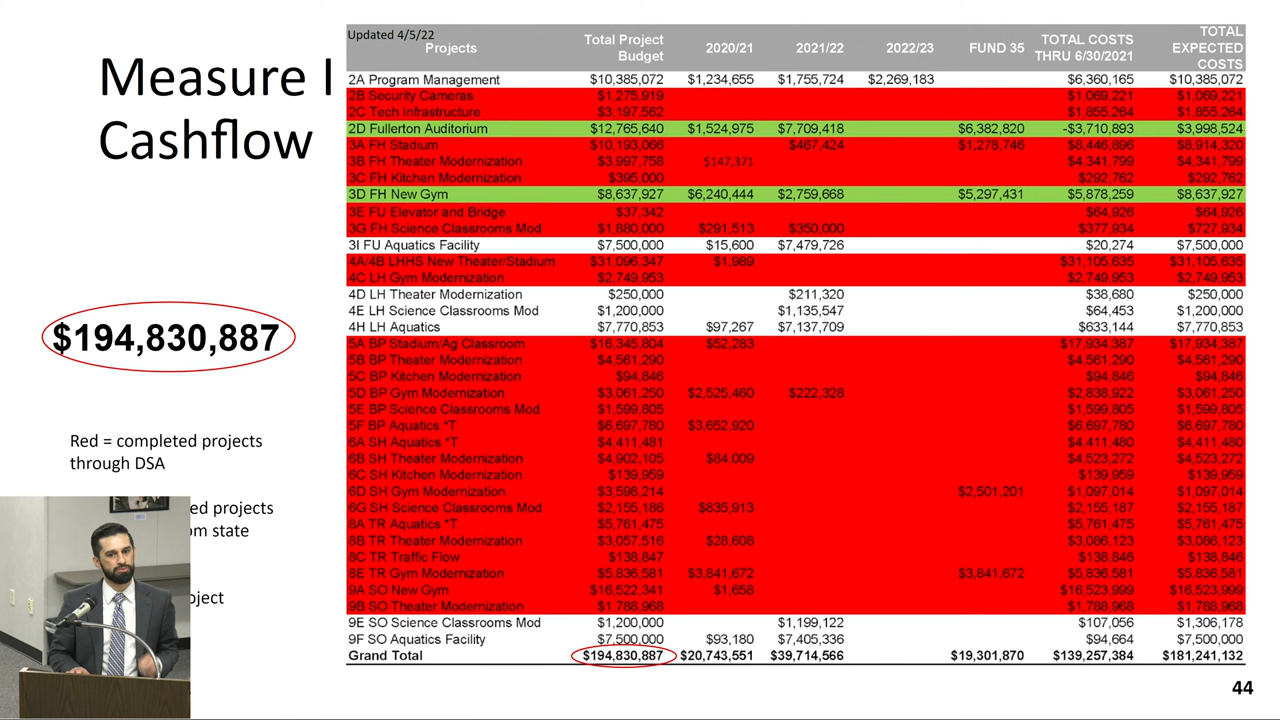 Measure I
Cashflow
$194,830,887
Red = completed projects
through DSA
ed projects
om state
oject
Updated 4/5/22
Projects Total Project Budget 2020/21 2021/22 2022/23 FUND 35 TOTAL COSTS THRU 6/30/2021 TOTAL EXPECTED COSTS
2A Program Management $10,385,072 $1,234,655 $1,755,724 $2,269,183 $6,360,165 $10,385,072
2B Security Cameras $1,275,919 $1,069,221 $1,069,221
2C Tech Infrastructure $3,197,562 $1,855,264 $1,855,264
2D Fullerton Auditorium $12,765,640 $1,524,975 $7,709,418 $6,382,820 -$3,710,893 $3,998,524
3A FH Stadium $10,193,066 $467,424 $1,278,746 $8,446,896 $8,914,320
3B FH Theater Modernization $3,997,758 $147,371 $4,341,799 $4,341,799
3C FH Kitchen Modernization $395,000 $292,762 $292,762
3D FH New Gym $8,637,927 $6,240,444 $2,759,668 $5,297,431 $5,878,259 $8,637,927
3E FU Elevator and Bridge $37,342 $64,926 $64,926
3G FH Science Classrooms Mod $1,880,000 $291,513 $350,000 $377,934 $727,934
3I FU Aquatics Facility $7,500,000 $15,600 $7,479,726 $20,274 $7,500,000
4A/4B LHHS New Theater/Stadium $31,096,347 $1,989 $31,105,635 $31,105,635
4C LH Gym Modernization $2,749,953 $2,749,953 $2,749,953
4D LH Theater Modernization $250,000 $211,320 $38,680 $250,000
4E LH Science Classrooms Mod $1,200,000 $1,135,547 $64,453 $1,200,000
4H LH Aquatics $7,770,853 $97,267 $7,137,709 $633,144 $7,770,853
5A BP Stadium/Ag Classroom $16,345,804 $52,283 $17,934,387 $17,934,387
5B BP Theater Modernization $4,561,290 $4,561,290 $4,561,290
5C BP Kitchen Modernization $94,846 $94,846 $94,846
5D BP Gym Modernization $3,061,250 $2,525,460 $222,328 $2,838,922 $3,061,250
5E BP Science Classrooms Mod $1,599,805 $1,599,805 $1,599,805
5F BP Aquatics *T $6,697,780 $3,652,920 $6,697,780 $6,697,780
6A SH Aquatics *T $4,411,481 $4,411,480 $4,411,480
6B SH Theater Modernization $4,902,105 $84,009 $4,523,272 $4,523,272
6C SH Kitchen Modernization $139,959 $139,959 $139,959
6D SH Gym Modernization $3,598,214 $2,501,201 $1,097,014 $1,097,014
6G SH Science Classrooms Mod $2,155,186 $835,913 $2,155,187 $2,155,187
8A TR Aquatics *T $5,761,475 $5,761,475 $5,761,475
8B TR Theater Modernization $3,057,516 $28,608 $3,086,123 $3,086,123
8C TR Traffic Flow $138,847 $138,846 $138,846
8E TR Gym Modernization $5,836,581 $3,841,672 $3,841,672 $5,836,581 $5,836,581
9A SO New Gym $16,522,341 $1,658 $16,523,999 $16,523,999
9B SO Theater Modernization $1,788,968 $1,788,968 $1,788,968
9E SO Science Classrooms Mod $1,200,000 $1,199,122 $107,056 $1,306,178
9F SO Aquatics Facility $7,500,000 $93,180 $7,405,336 $94,664 $7,500,000
Grand Total $194,830,887 $20,743,551 $39,714,566 $19,301,870 $139,257,384 $181,241,132
44